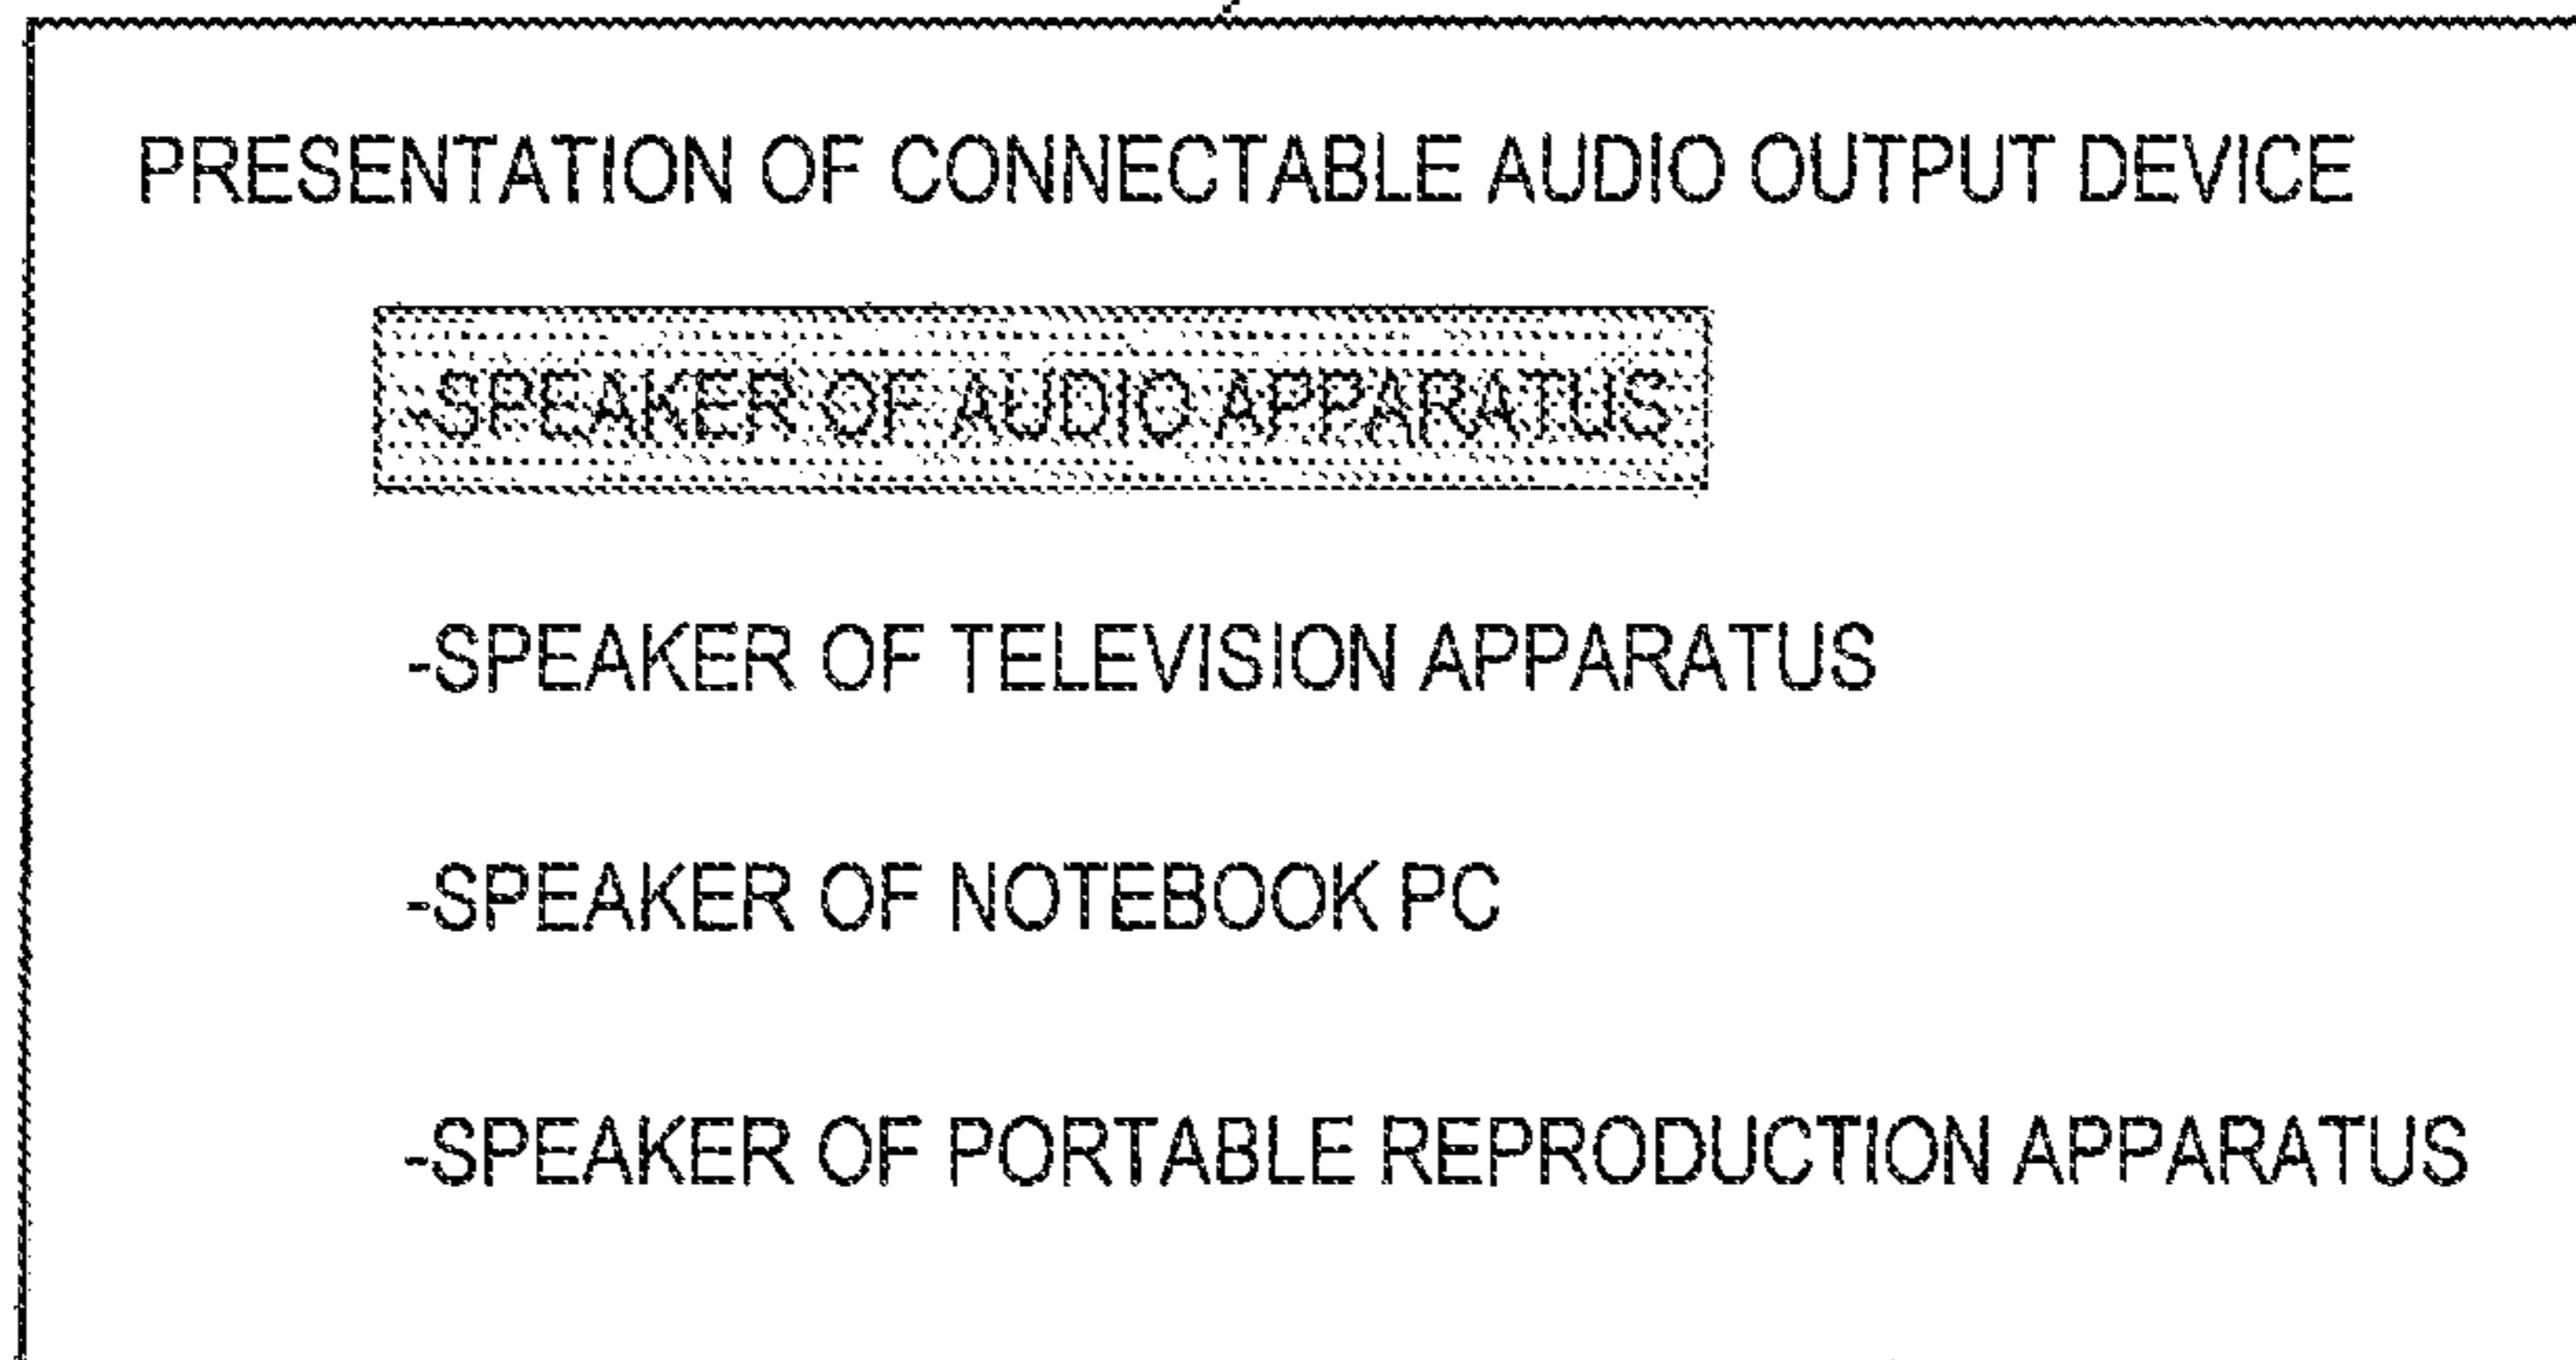 PRESENTATION OF CONNECTABLE AUDIO OUTPUT DEVICE
-SPEAKER OF AUDIO APPARATUS
-SPEAKER OF TELEVISION APPARATUS
-SPEAKER OF NOTEBOOK PC
-SPEAKER OF PORTABLE REPRODUCTION APPARATUS